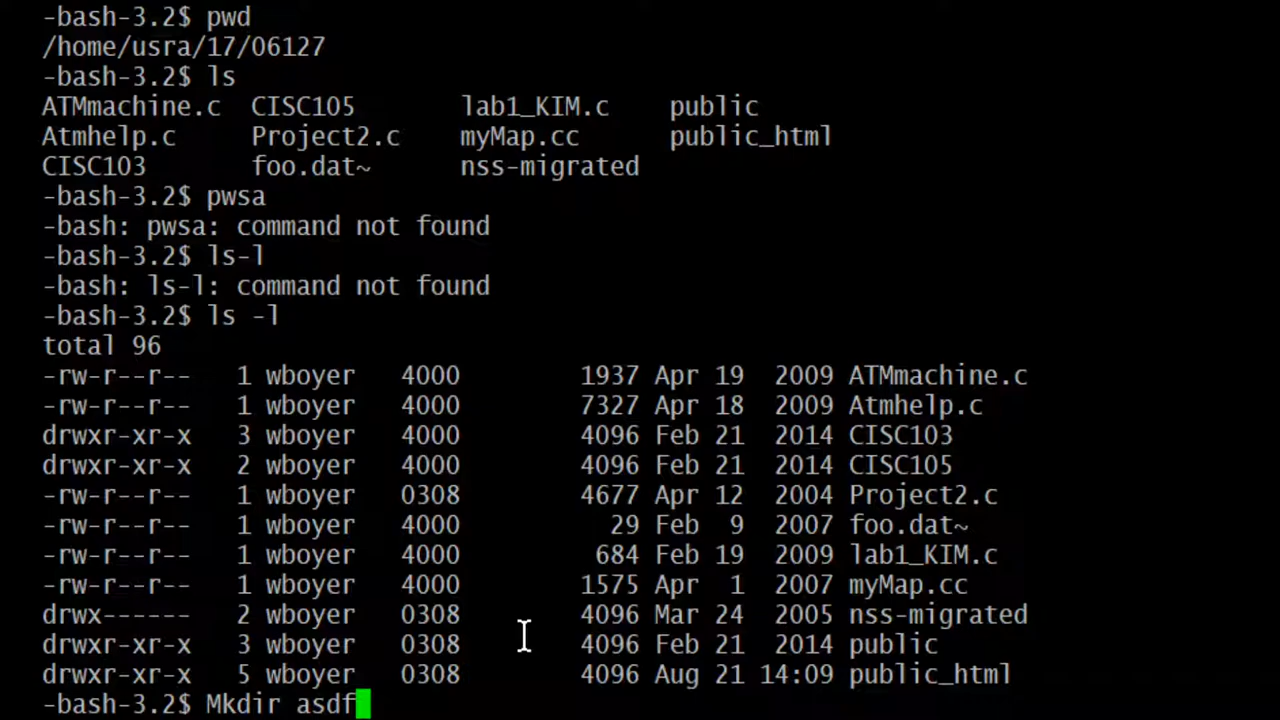 -bash-3.2$ pwd
/home/usra/17/06127
-bash-3.2$ ls
ATMmachine.c  CISC105       lab1_KIM.c    public
Atmhelp.c     Project2.c    myMap.cc      public_html
CISC103       foo.dat~      nss-migrated
-bash-3.2$ pwsa
-bash: pwsa: command not found
-bash-3.2$ ls-l
-bash: ls-l: command not found
-bash-3.2$ ls -l
total 96
-rw-r--r--   1 wboyer   4000        1937 Apr 19  2009 ATMmachine.c
-rw-r--r--   1 wboyer   4000        7327 Apr 18  2009 Atmhelp.c
drwxr-xr-x   3 wboyer   4000        4096 Feb 21  2014 CISC103
drwxr-xr-x   2 wboyer   4000        4096 Feb 21  2014 CISC105
-rw-r--r--   1 wboyer   0308        4677 Apr 12  2004 Project2.c
-rw-r--r--   1 wboyer   4000          29 Feb  9  2007 foo.dat~
-rw-r--r--   1 wboyer   4000         684 Feb 19  2009 lab1_KIM.c
-rw-r--r--   1 wboyer   4000        1575 Apr  1  2007 myMap.cc
drwx------   2 wboyer   0308        4096 Mar 24  2005 nss-migrated
drwxr-xr-x   3 wboyer   0308        4096 Feb 21  2014 public
drwxr-xr-x   5 wboyer   0308        4096 Aug 21 14:09 public_html
-bash-3.2$ Mkdir asdf